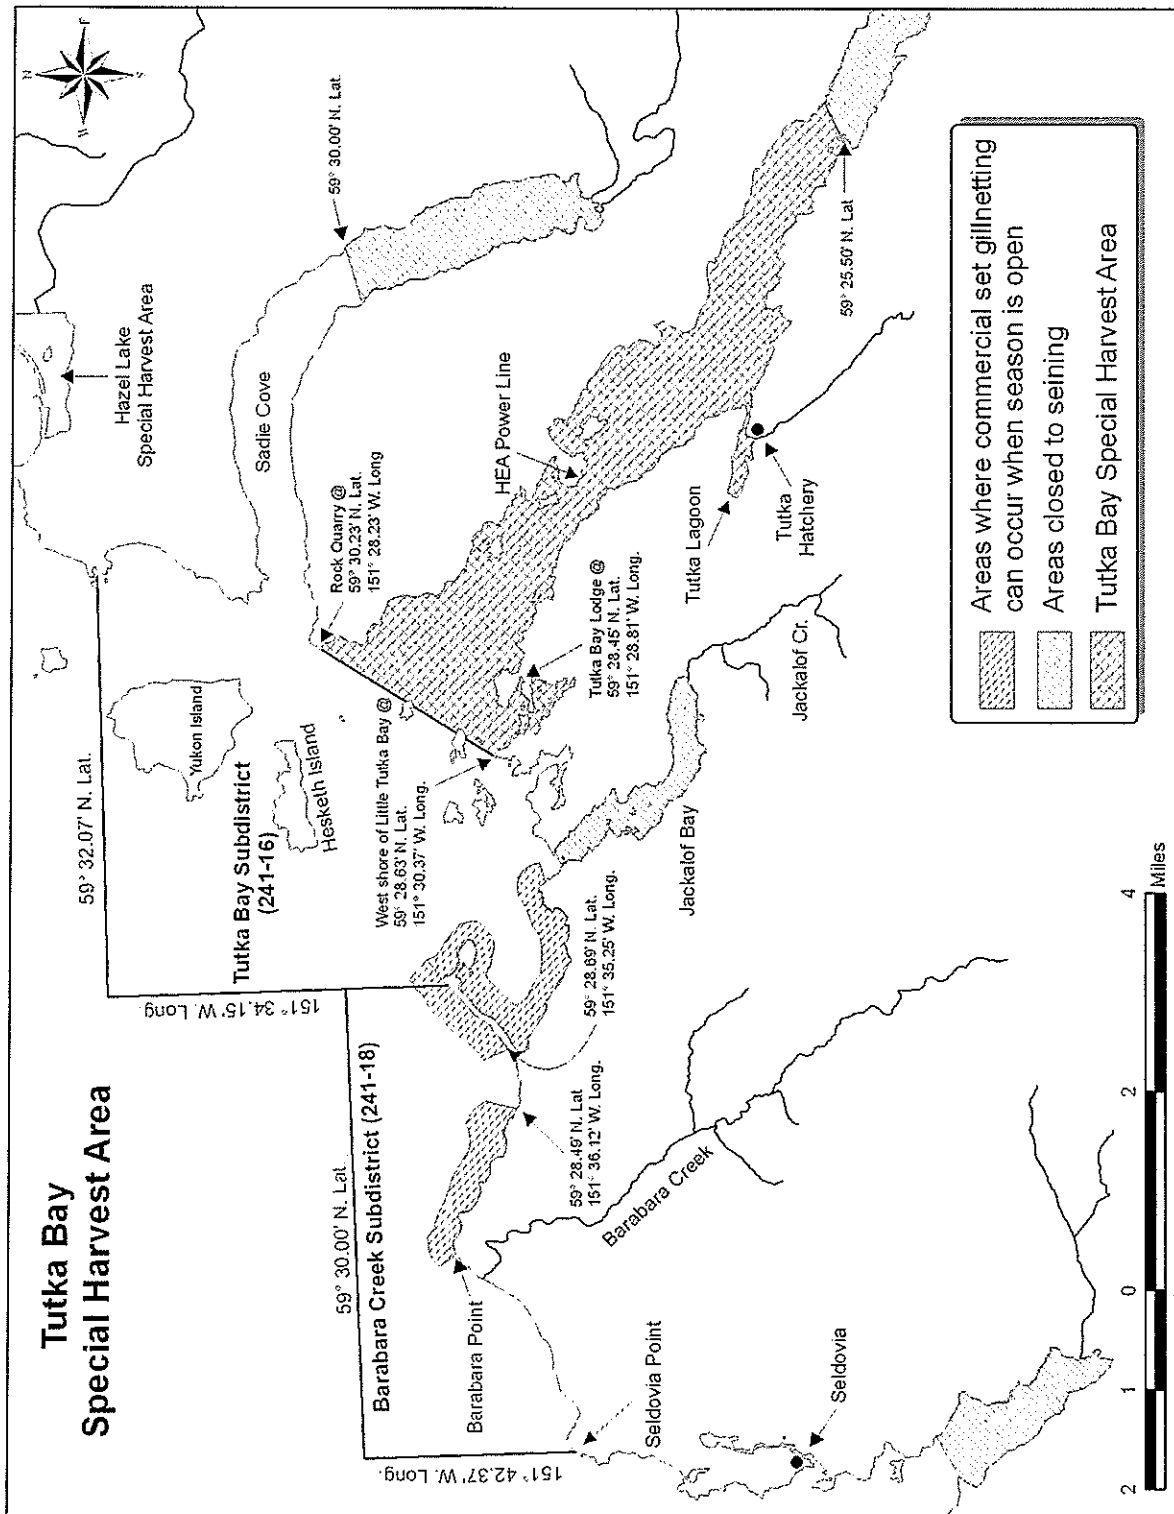 Tutka Bay
Special Harvest Area
N
E
S
W
59° 32.07' N. Lat.
151° 34.15' W. Long.
Tutka Bay Subdistrict
(241-16)
Yukon Island
Hesketh Island
Hazel Lake
Special Harvest Area
Sadie Cove
59° 30.00' N. Lat.
Rock Quarry @
59° 30.23' N. Lat.
151° 28.23 W. Long
West shore of Little Tutka Bay @
59° 28.63' N. Lat.
151° 30.37' W. Long.
HEA Power Line
Tutka Bay Lodge @
59° 28.45' N. Lat.
151° 28.81' W. Long.
Tutka Lagoon
Tutka
Hatchery
59° 25.50' N. Lat
59° 30.00' N. Lat.
Barabara Creek Subdistrict (241-18)
151° 42.37' W. Long.
Barabara Point
59° 28.49' N. Lat
151° 36.12' W. Long.
59° 28.69' N. Lat.
151° 35.25' W. Long.
Barabara Creek
Jackalof Bay
Jackalof Cr.
Seldovia Point
Seldovia
Areas where commercial set gillnetting
can occur when season is open
Areas closed to seining
Tutka Bay Special Harvest Area
2 1 0 2 4
Miles